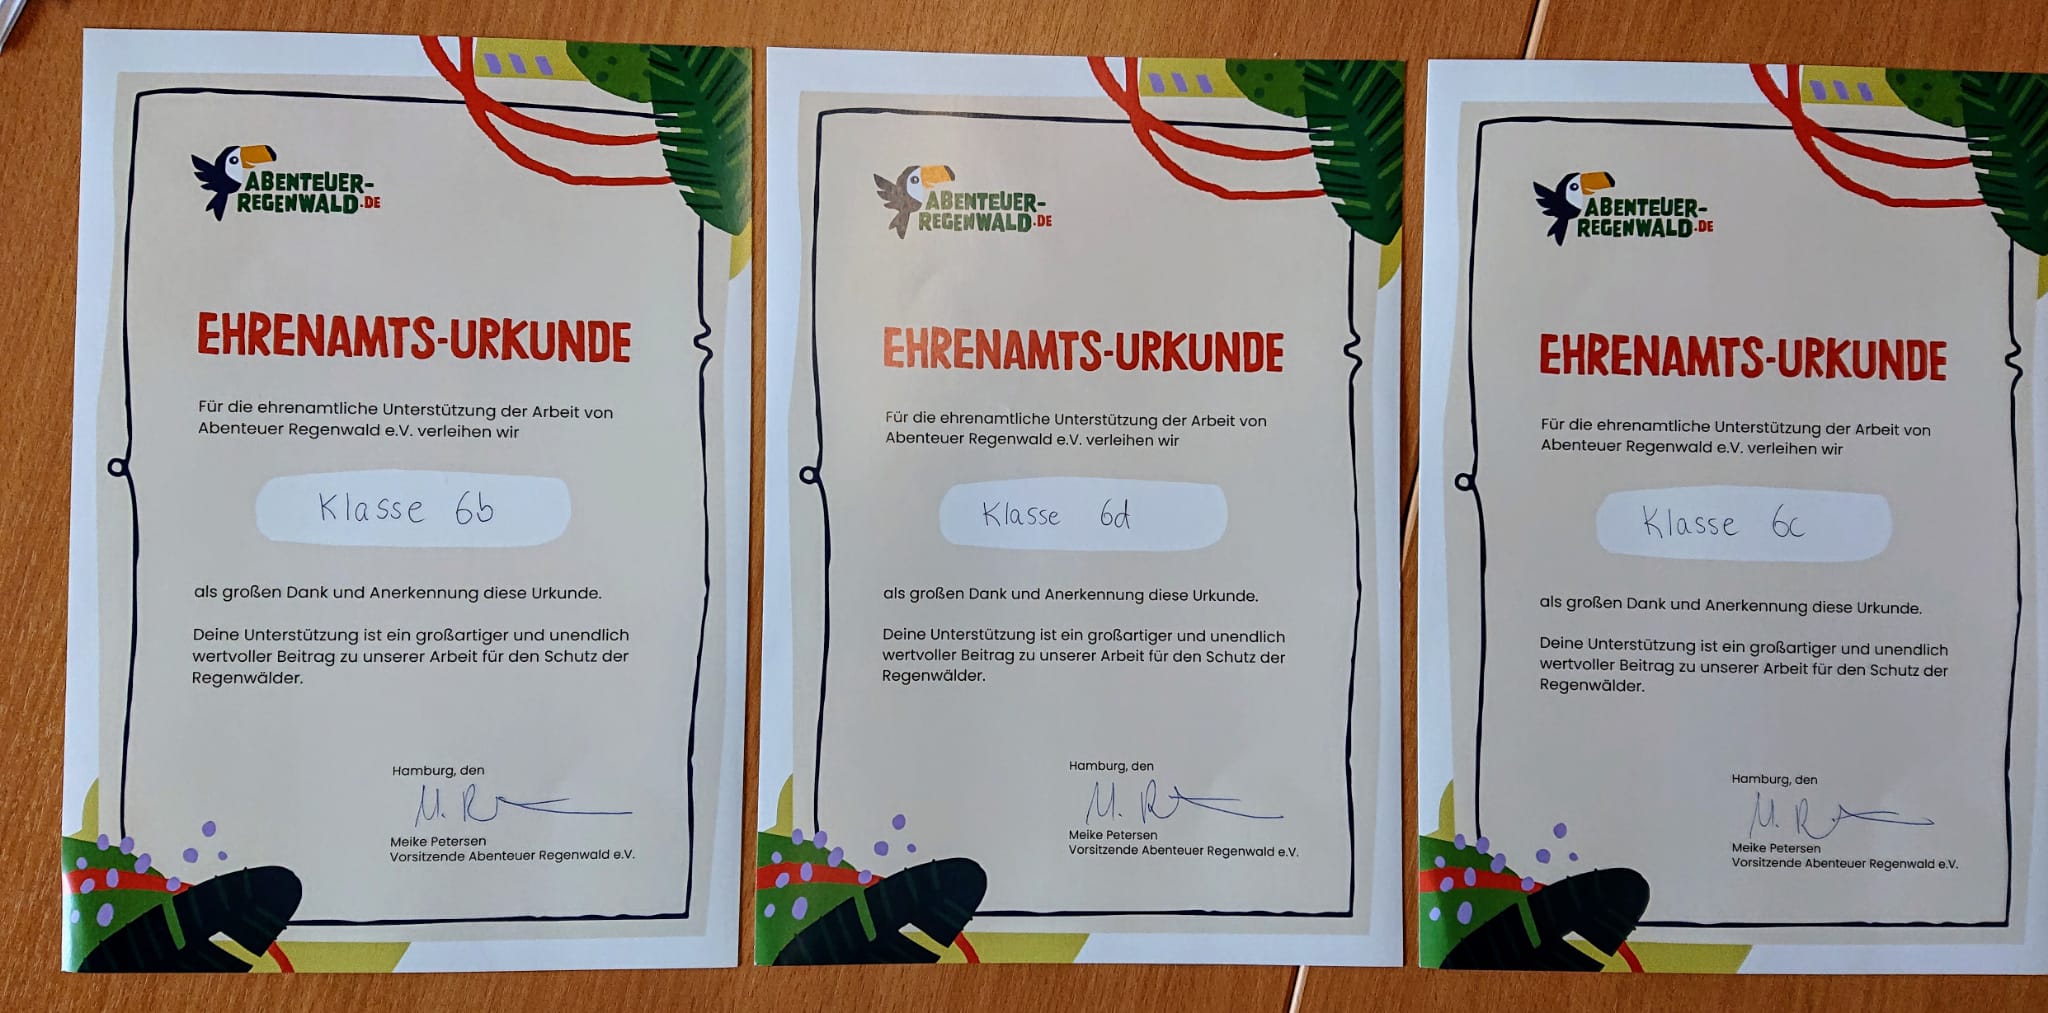 ABENTEUER-
REGENWALD.DE
EHRENAMTS-URKUNDE
Für die ehrenamtliche Unterstützung der Arbeit von
Abenteuer Regenwald e.V. verleihen wir
Klasse 6b
als großen Dank und Anerkennung diese Urkunde.
Deine Unterstützung ist ein großartiger und unendlich
wertvoller Beitrag zu unserer Arbeit für den Schutz der
Regenwälder.
Hamburg, den
Meike Petersen
Vorsitzende Abenteuer Regenwald e.V.
ABENTEUER-
REGENWALD.DE
EHRENAMTS-URKUNDE
Für die ehrenamtliche Unterstützung der Arbeit von
Abenteuer Regenwald e.V. verleihen wir
Klasse 6d
als großen Dank und Anerkennung diese Urkunde.
Deine Unterstützung ist ein großartiger und unendlich
wertvoller Beitrag zu unserer Arbeit für den Schutz der
Regenwälder.
Hamburg, den
Meike Petersen
Vorsitzende Abenteuer Regenwald e.V.
ABENTEUER-
REGENWALD.DE
EHRENAMTS-URKUNDE
Für die ehrenamtliche Unterstützung der Arbeit von
Abenteuer Regenwald e.V. verleihen wir
Klasse 6c
als großen Dank und Anerkennung diese Urkunde.
Deine Unterstützung ist ein großartiger und unendlich
wertvoller Beitrag zu unserer Arbeit für den Schutz der
Regenwälder.
Hamburg, den
Meike Petersen
Vorsitzende Abenteuer Regenwald e.V.